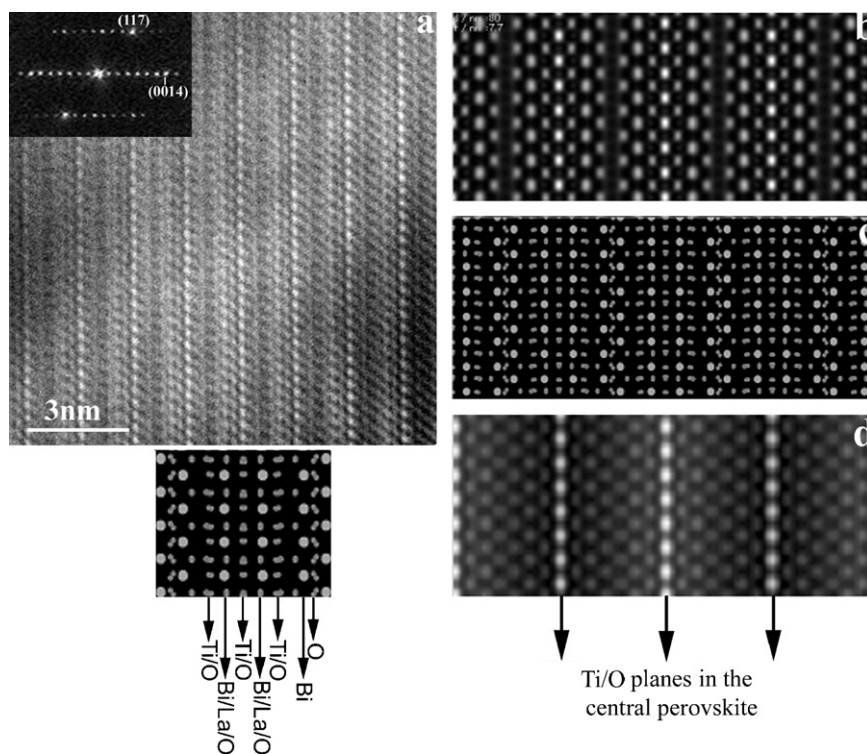 a
(117)
(0014)
3nm
Ti/O
Bi/La/O
Ti/O
Bi/La/O
Ti/O
Bi
O
b
c
d
Ti/O planes in the
central perovskite